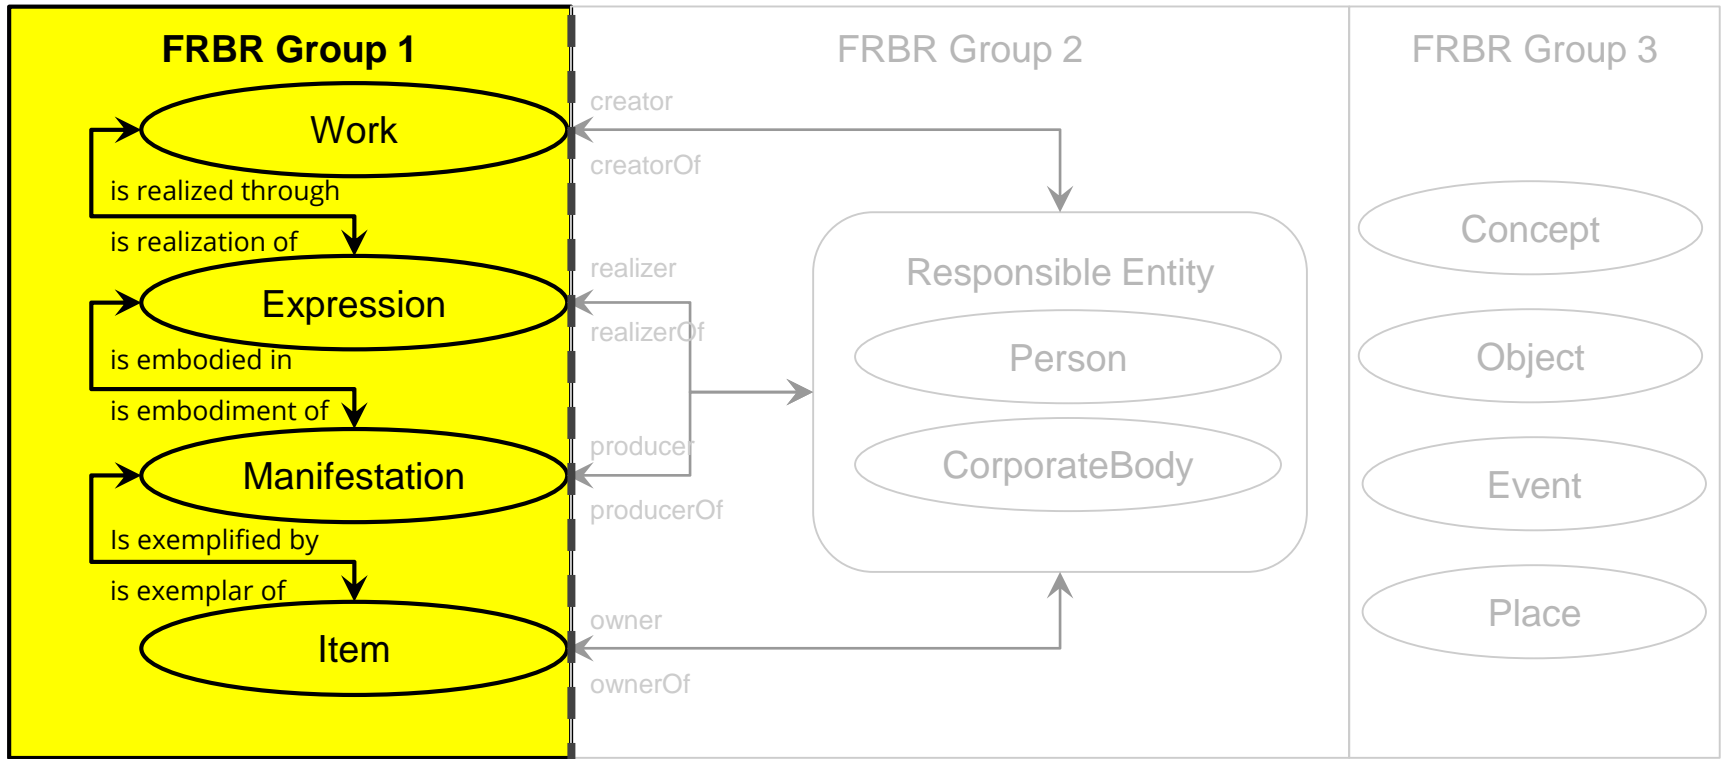 FRBR Group 1
Work
is realized through
is realization of
Expression
is embodied in
is embodiment of
Manifestation
Is exemplified by
is exemplar of
Item
FRBR Group 2
creator
creatorOf
realizer
realizerOf
producer
producerOf
owner
ownerOf
Responsible Entity
Person
CorporateBody
FRBR Group 3
Concept
Object
Event
Place